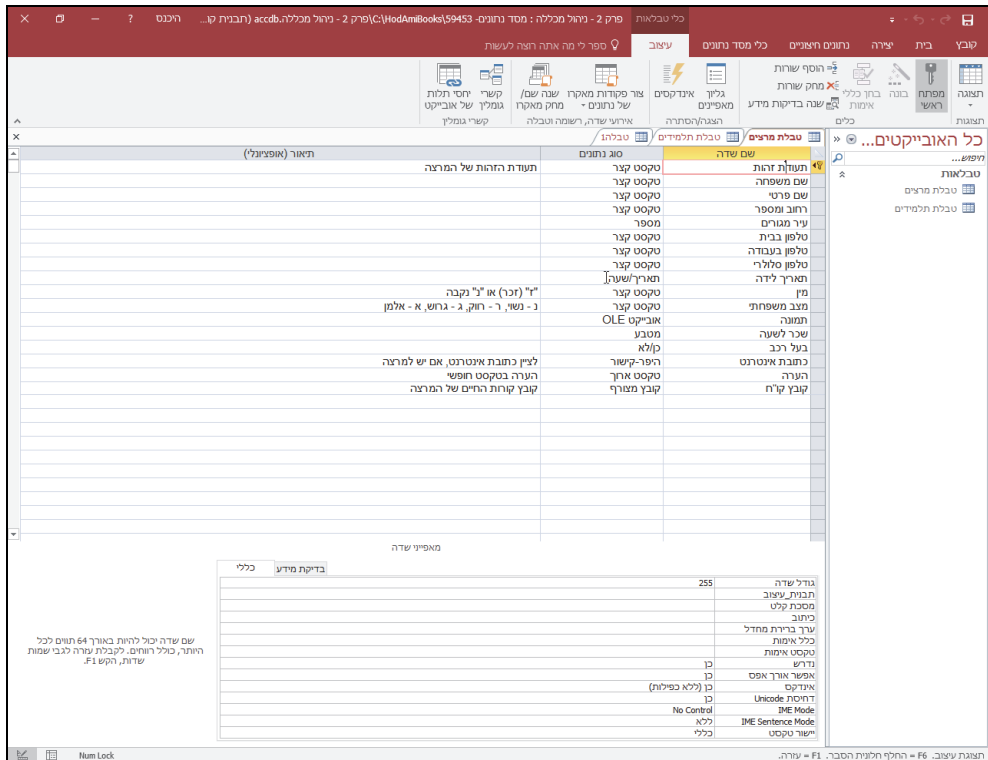 כלי טבלאות
פרק 2 - ניהול מכללה : מסד נתונים- C:\HodAmiBooks\59453\פרק 2 - ניהול מכללה.accdb (תבנית קו...
?
היכנס
קובץ
בית
יצירה
נתונים חיצוניים
כלי מסד נתונים
עיצוב
ספר לי מה אתה רוצה לעשות
תצוגה
מפתח ראשי
בונה
בחן כללי אימות
הוסף שורות
מחק שורות
שנה בדיקות מידע
גליון מאפיינים
אינדקסים
צור פקודות מאקרו של נתונים
שנה שם/ מחק מאקרו
קשרי גומלין
יחסי תלות של אובייקט
תצוגות
כלים
הצגה/הסתרה
אירועי שדה, רשומה וטבלה
קשרי גומלין
כל האובייקטים...
חיפוש...
טבלאות
טבלת מרצים
טבלת תלמידים
טבלת מרצים
טבלת תלמידים
טבלה1
שם שדה סוג נתונים תיאור (אופציונלי)
תעודת זהות טקסט קצר תעודת הזהות של המרצה
שם משפחה טקסט קצר
שם פרטי טקסט קצר
רחוב ומספר טקסט קצר
עיר מגורים מספר
טלפון בבית טקסט קצר
טלפון בעבודה טקסט קצר
טלפון סלולרי טקסט קצר
תאריך לידה תאריך/שעה
מין טקסט קצר "ז" (זכר) או "נ" נקבה
מצב משפחתי טקסט קצר נ - נשוי, ר - רווק, ג - גרוש, א - אלמן
תמונה אובייקט OLE
שכר לשעה מטבע
בעל רכב כן/לא
כתובת אינטרנט היפר-קישור לציין כתובת אינטרנט, אם יש למרצה
הערה טקסט ארוך הערה בטקסט חופשי
קובץ קו"ח קובץ מצורף קובץ קורות החיים של המרצה
מאפייני שדה
כללי
בדיקת מידע
גודל שדה 255
תבנית_עיצוב
מסכת קלט
כיתוב
ערך ברירת מחדל
כלל אימות
טקסט אימות
נדרש כן
אפשר אורך אפס כן
אינדקס כן (ללא כפילות)
דחיסת Unicode כן
IME Mode No Control
IME Sentence Mode ללא
יישור טקסט כללי
שם שדה יכול להיות באורך 64 תווים לכל
היותר, כולל רווחים. לקבלת עזרה לגבי שמות
שדות, הקש F1.
תצוגת עיצוב. F6 = החלף חלונית הסבר. F1 = עזרה.
Num Lock